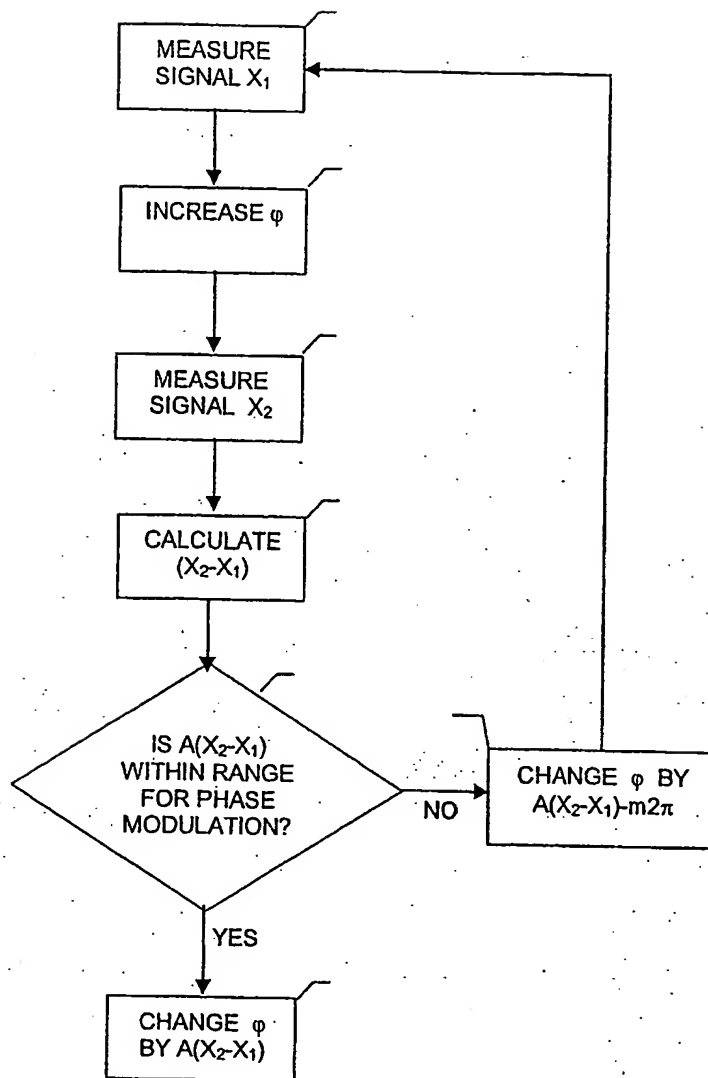 MEASURE
SIGNAL X₁
INCREASE φ
MEASURE
SIGNAL X₂
CALCULATE
(X₂-X₁)
IS A(X₂-X₁)
WITHIN RANGE
FOR PHASE
MODULATION?
NO
CHANGE φ BY
A(X₂-X₁)-m2π
YES
CHANGE φ
BY A(X₂-X₁)